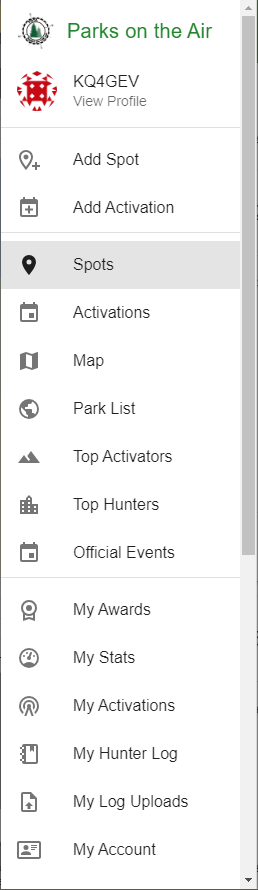 Parks on the Air
KQ4GEV
View Profile
Add Spot
Add Activation
Spots
Activations
Map
Park List
Top Activators
Top Hunters
Official Events
My Awards
My Stats
My Activations
My Hunter Log
My Log Uploads
My Account